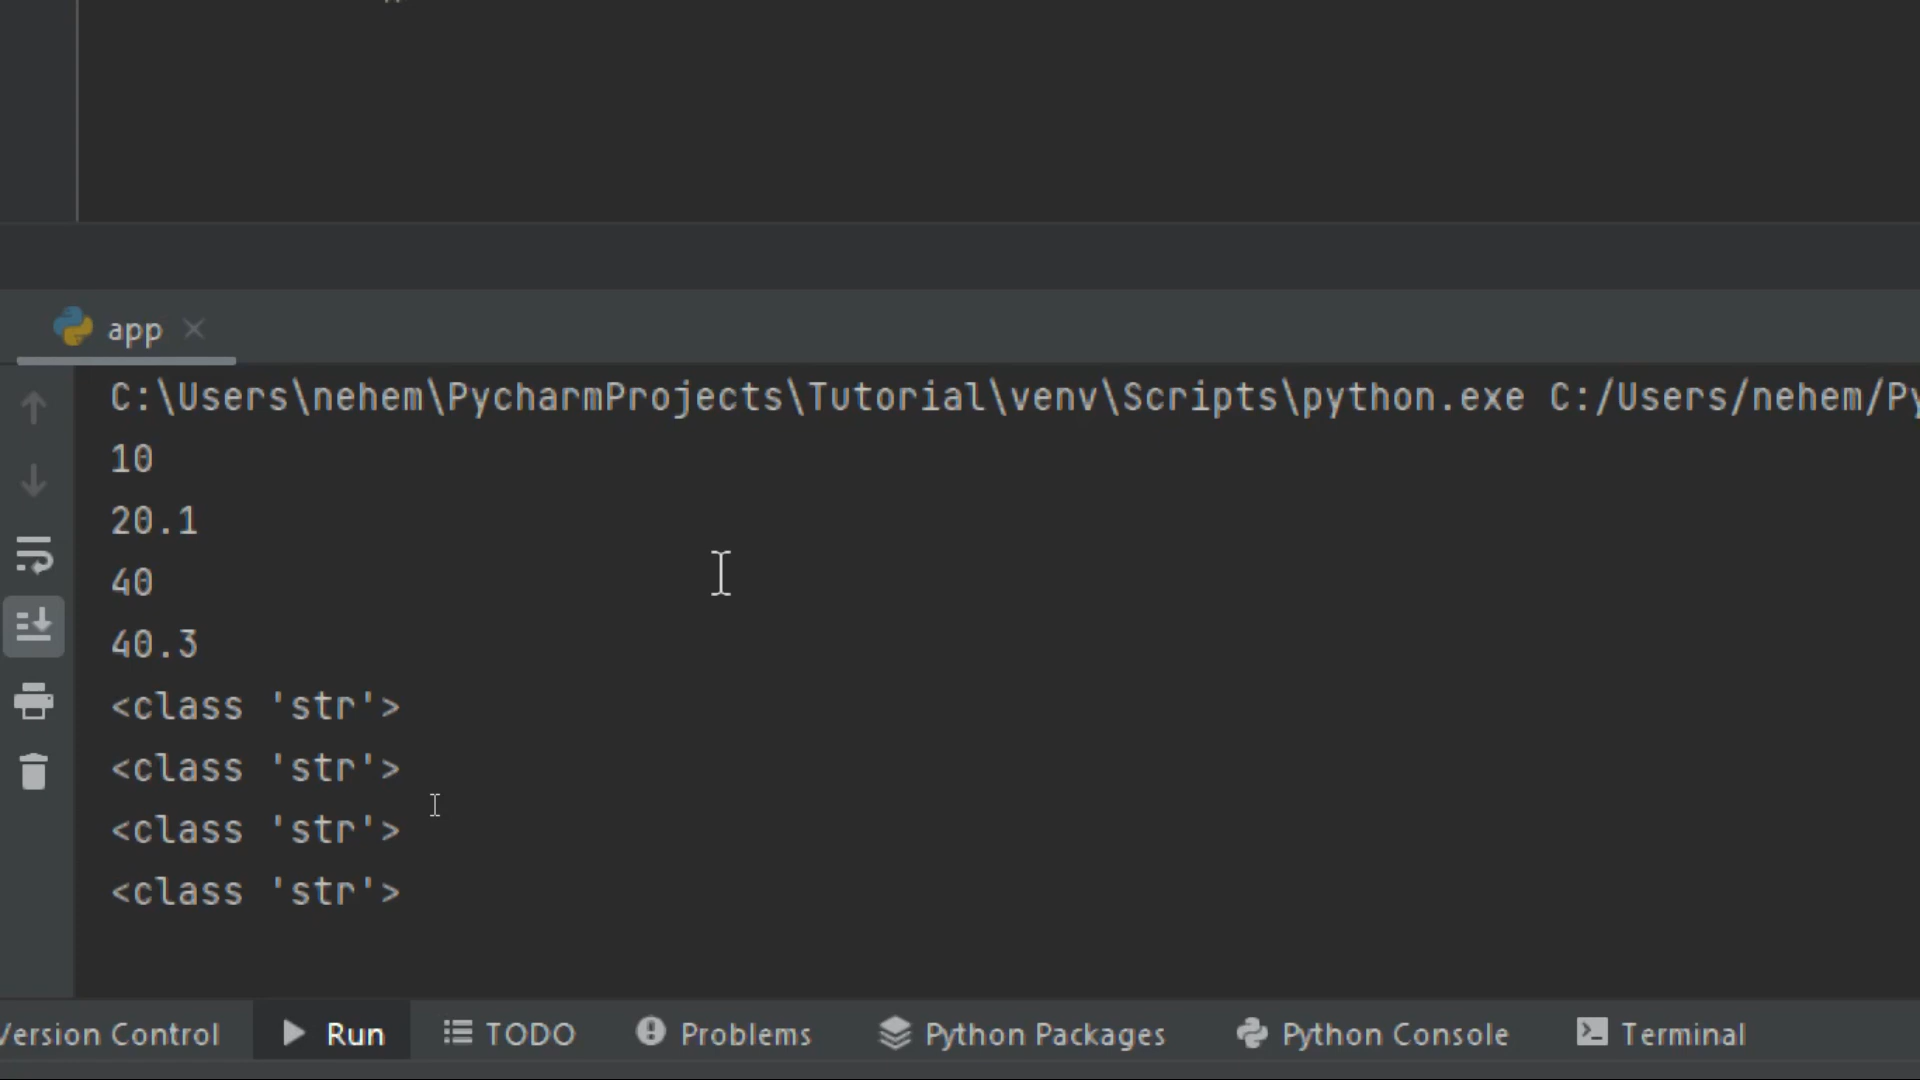 app
C:\Users\nehem\PycharmProjects\Tutorial\venv\Scripts\python.exe C:/Users/nehem/Py
10
20.1
40
40.3
<class 'str'>
<class 'str'>
<class 'str'>
<class 'str'>
Version Control Run TODO Problems Python Packages Python Console Terminal